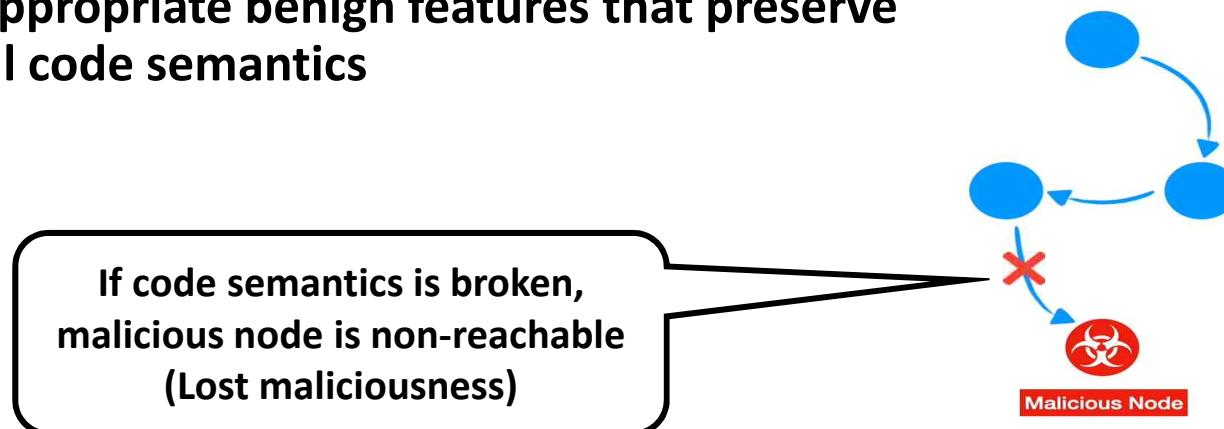 ppropriate benign features that preserve
l code semantics
If code semantics is broken,
malicious node is non-reachable
(Lost maliciousness)
Malicious Node